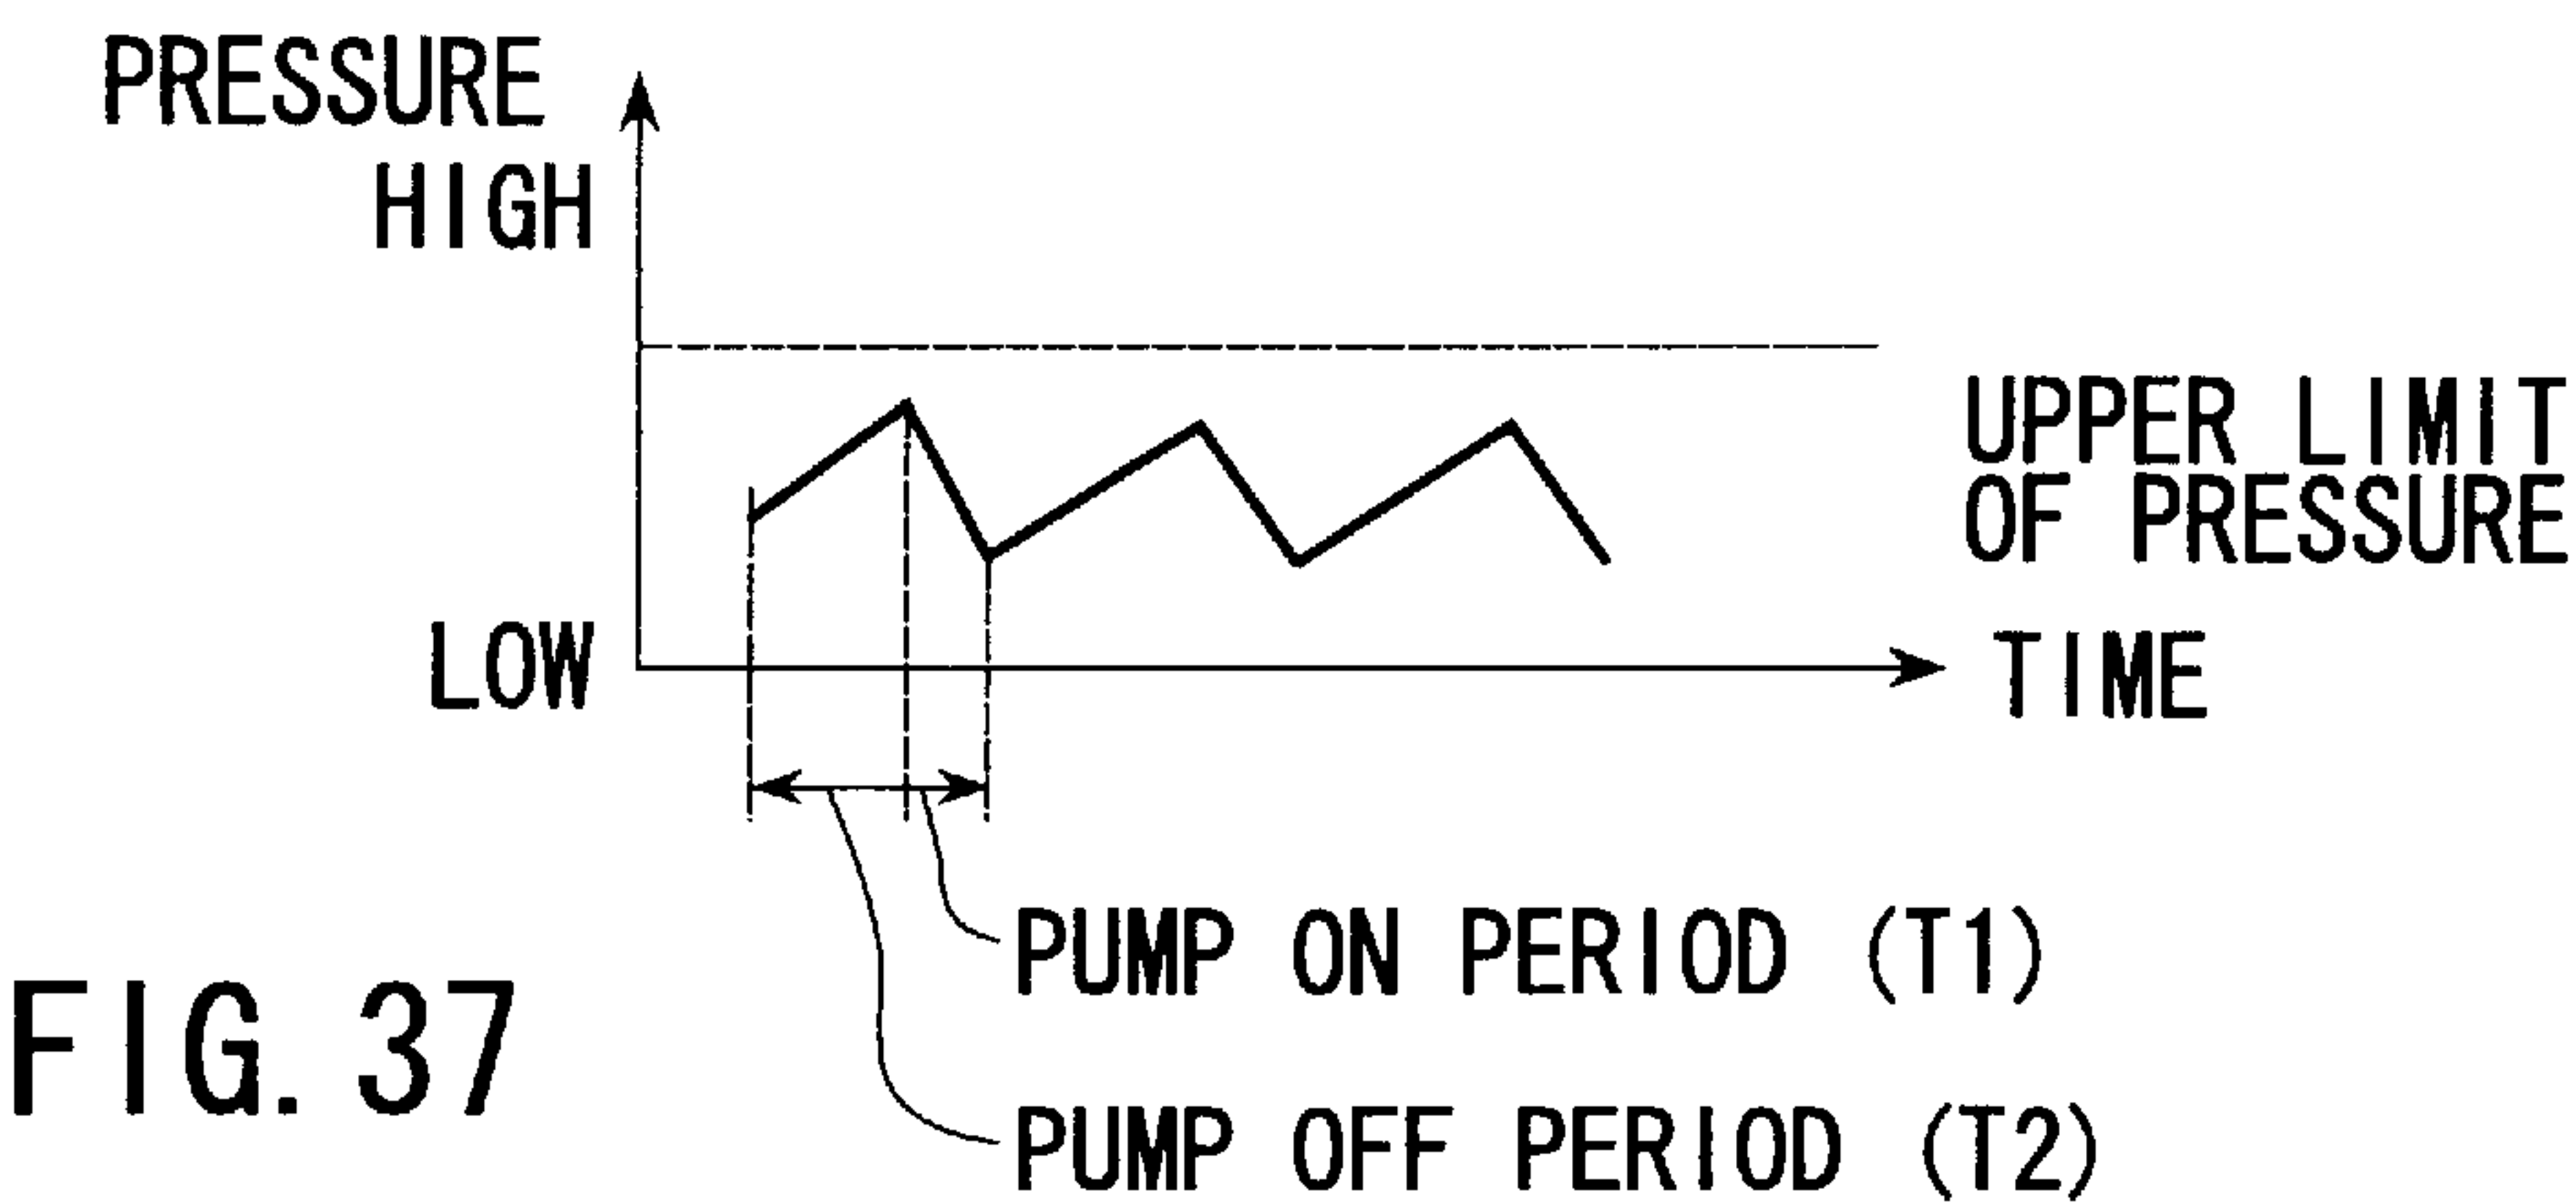 PRESSURE
HIGH
UPPER LIMIT
OF PRESSURE
LOW
TIME
PUMP ON PERIOD (T1)
PUMP OFF PERIOD (T2)
FIG. 37